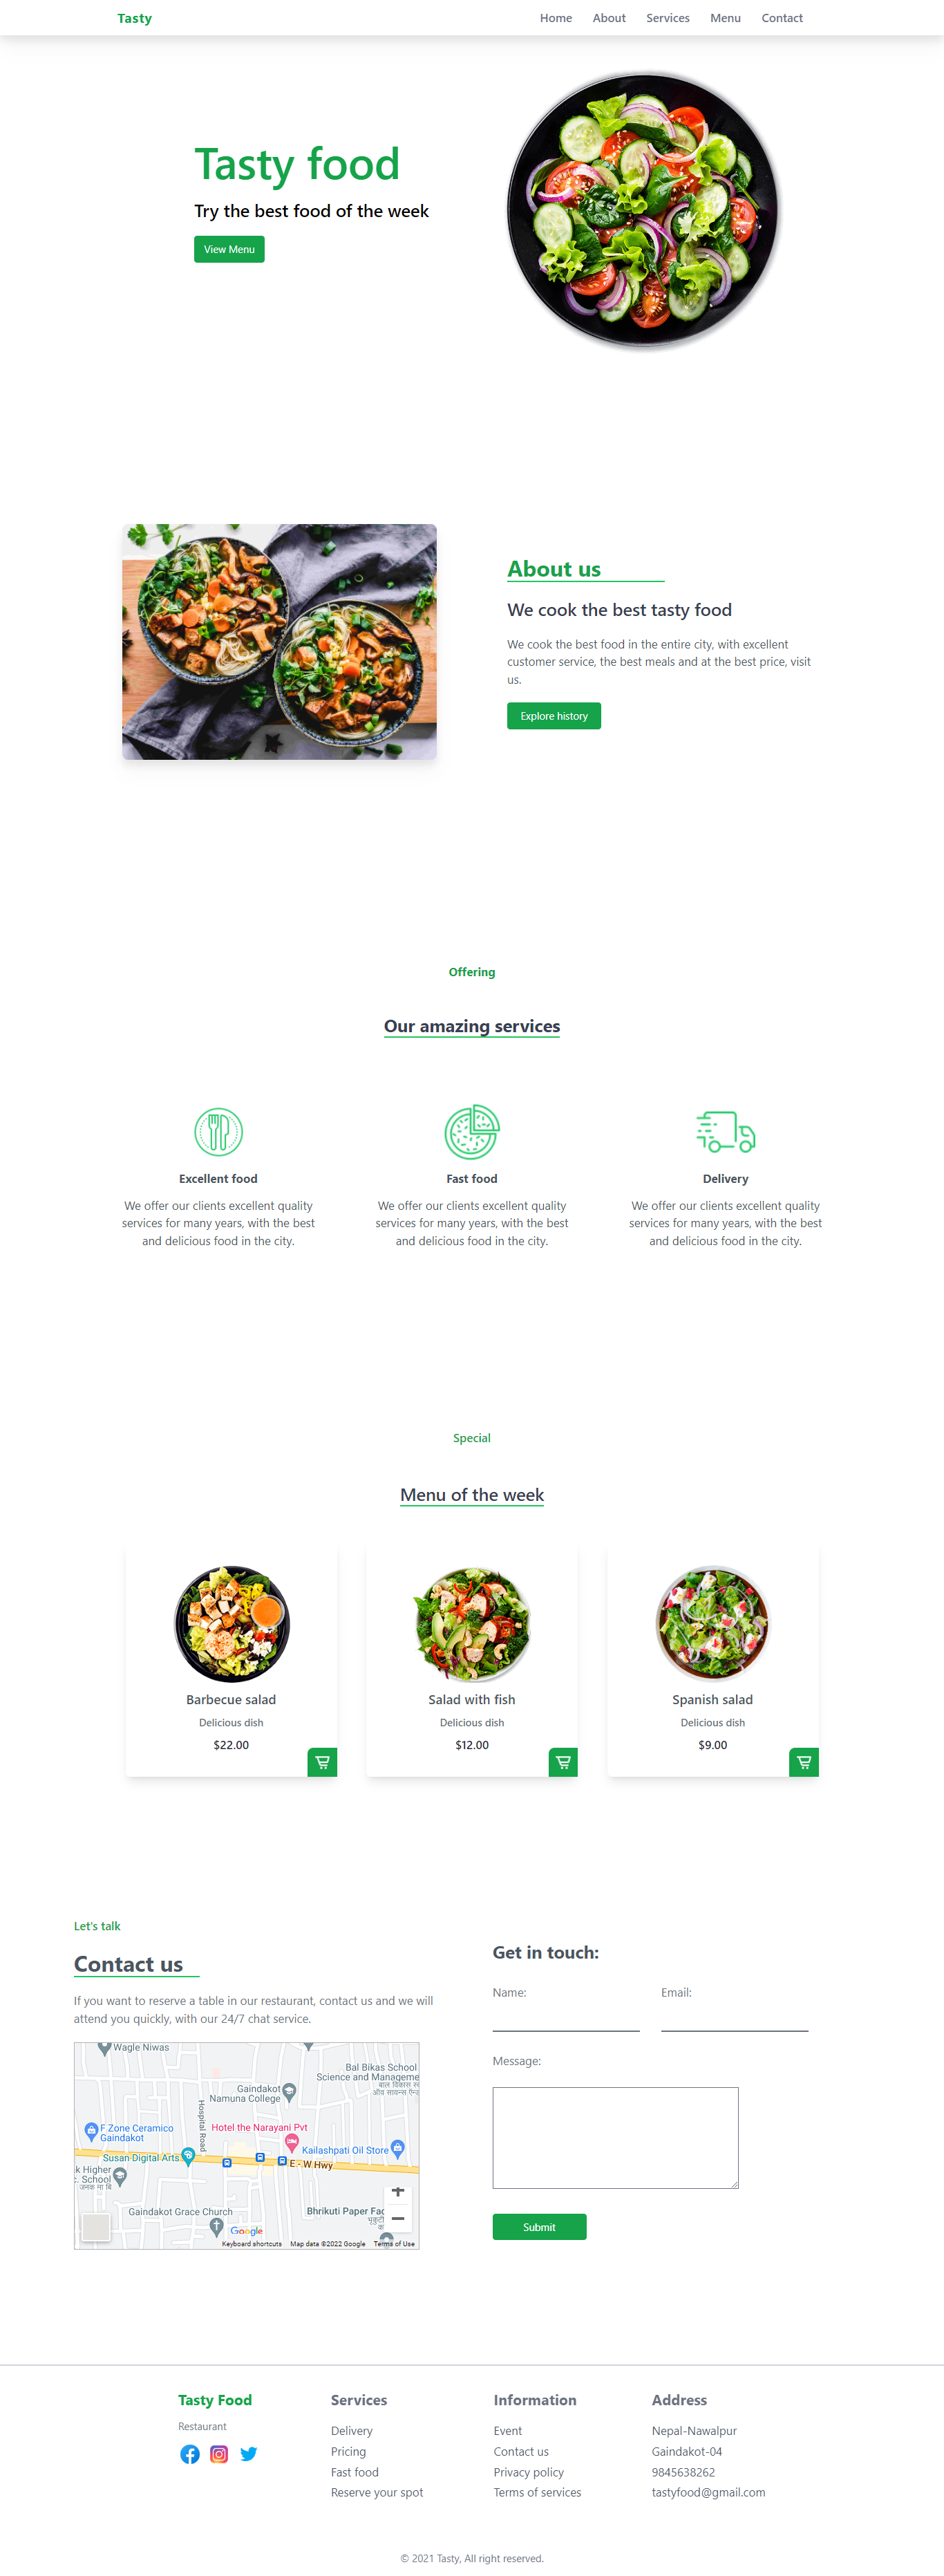 Tasty
Home About Services Menu Contact
Tasty food
Try the best food of the week
View Menu
About us
We cook the best tasty food
We cook the best food in the entire city, with excellent
customer service, the best meals and at the best price, visit
us.
Explore history
Offering
Our amazing services
Excellent food
We offer our clients excellent quality
services for many years, with the best
and delicious food in the city.
Fast food
We offer our clients excellent quality
services for many years, with the best
and delicious food in the city.
Delivery
We offer our clients excellent quality
services for many years, with the best
and delicious food in the city.
Special
Menu of the week
Barbecue salad
Delicious dish
$22.00
Salad with fish
Delicious dish
$12.00
Spanish salad
Delicious dish
$9.00
Let's talk
Contact us
If you want to reserve a table in our restaurant, contact us and we will
attend you quickly, with our 24/7 chat service.
Wagle Niwas
Bal Bikas School
Science and Manageme
Gaindakot
Namuna College
Hospital Road
F Zone Ceramico
Gaindakot
Hotel the Narayani Pvt
Kailashpati Oil Store
Susan Digital Arts
E - W Hwy
k Higher
c. School
Gaindakot Grace Church
Bhrikuti Paper Fac
Google
Keyboard shortcuts Map data ©2022 Google Terms of Use
Get in touch:
Name: Email:
Message:
Submit
Tasty Food
Restaurant
Services
Delivery
Pricing
Fast food
Reserve your spot
Information
Event
Contact us
Privacy policy
Terms of services
Address
Nepal-Nawalpur
Gaindakot-04
9845638262
tastyfood@gmail.com
© 2021 Tasty, All right reserved.